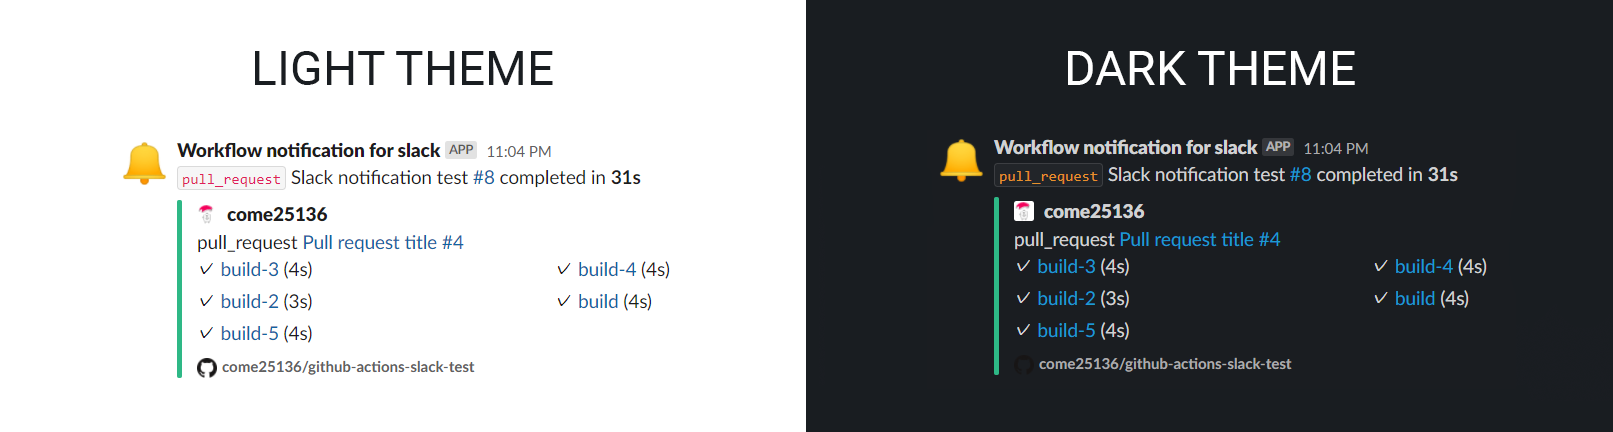 LIGHT THEME
Workflow notification for slack APP 11:04 PM
pull_request Slack notification test #8 completed in 31s
come25136
pull_request Pull request title #4
✓ build-3 (4s) ✓ build-4 (4s)
✓ build-2 (3s) ✓ build (4s)
✓ build-5 (4s)
come25136/github-actions-slack-test
DARK THEME
Workflow notification for slack APP 11:04 PM
pull_request Slack notification test #8 completed in 31s
come25136
pull_request Pull request title #4
✓ build-3 (4s) ✓ build-4 (4s)
✓ build-2 (3s) ✓ build (4s)
✓ build-5 (4s)
come25136/github-actions-slack-test